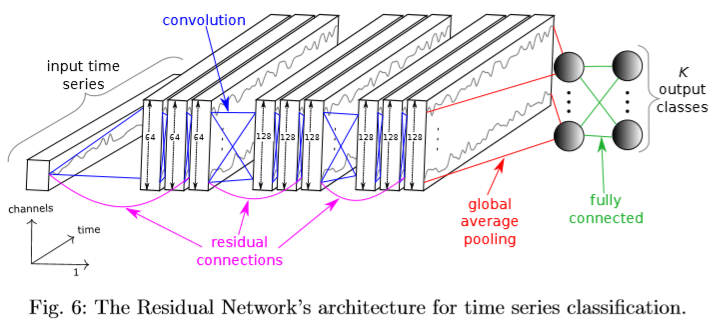 convolution
input time
series
K
output
classes
64
64
64
128
128
128
128
128
128
channels
time
1
residual
connections
global
average
pooling
fully
connected
Fig. 6: The Residual Network's architecture for time series classification.